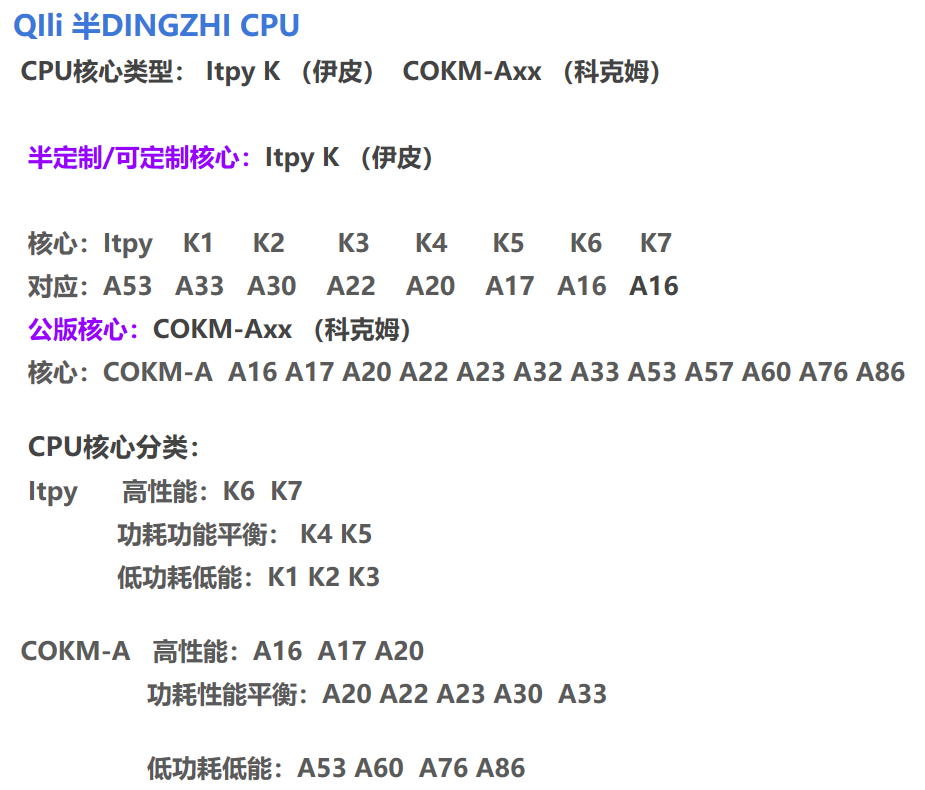 QIli 半DINGZHI CPU
CPU核心类型： Itpy K （伊皮） COKM-Axx （科克姆）
半定制/可定制核心：Itpy K （伊皮）
核心：Itpy K1 K2 K3 K4 K5 K6 K7
对应：A53 A33 A30 A22 A20 A17 A16 A16
公版核心：COKM-Axx （科克姆）
核心：COKM-A A16 A17 A20 A22 A23 A32 A33 A53 A57 A60 A76 A86
CPU核心分类：
Itpy 高性能：K6 K7
功耗功能平衡： K4 K5
低功耗低能：K1 K2 K3
COKM-A 高性能：A16 A17 A20
功耗性能平衡：A20 A22 A23 A30 A33
低功耗低能：A53 A60 A76 A86